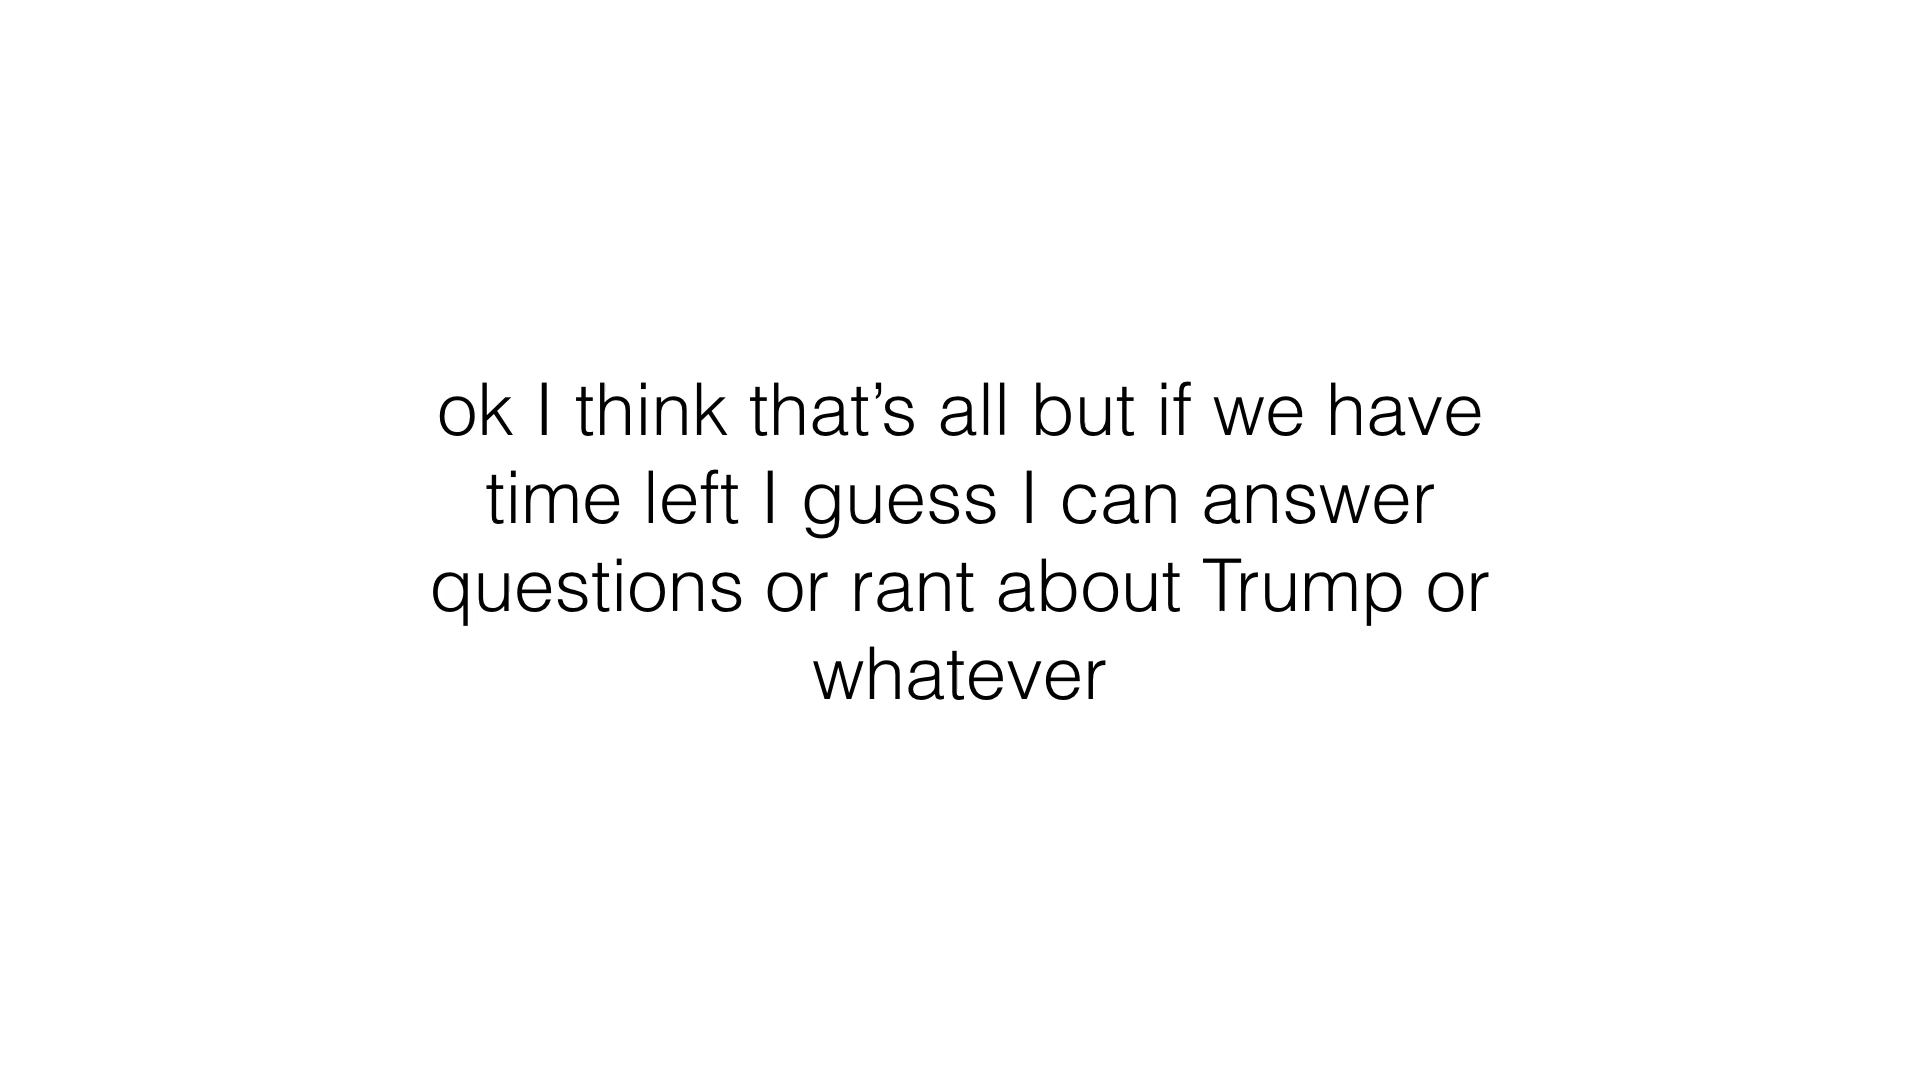 ok I think that’s all but if we have
time left I guess I can answer
questions or rant about Trump or
whatever